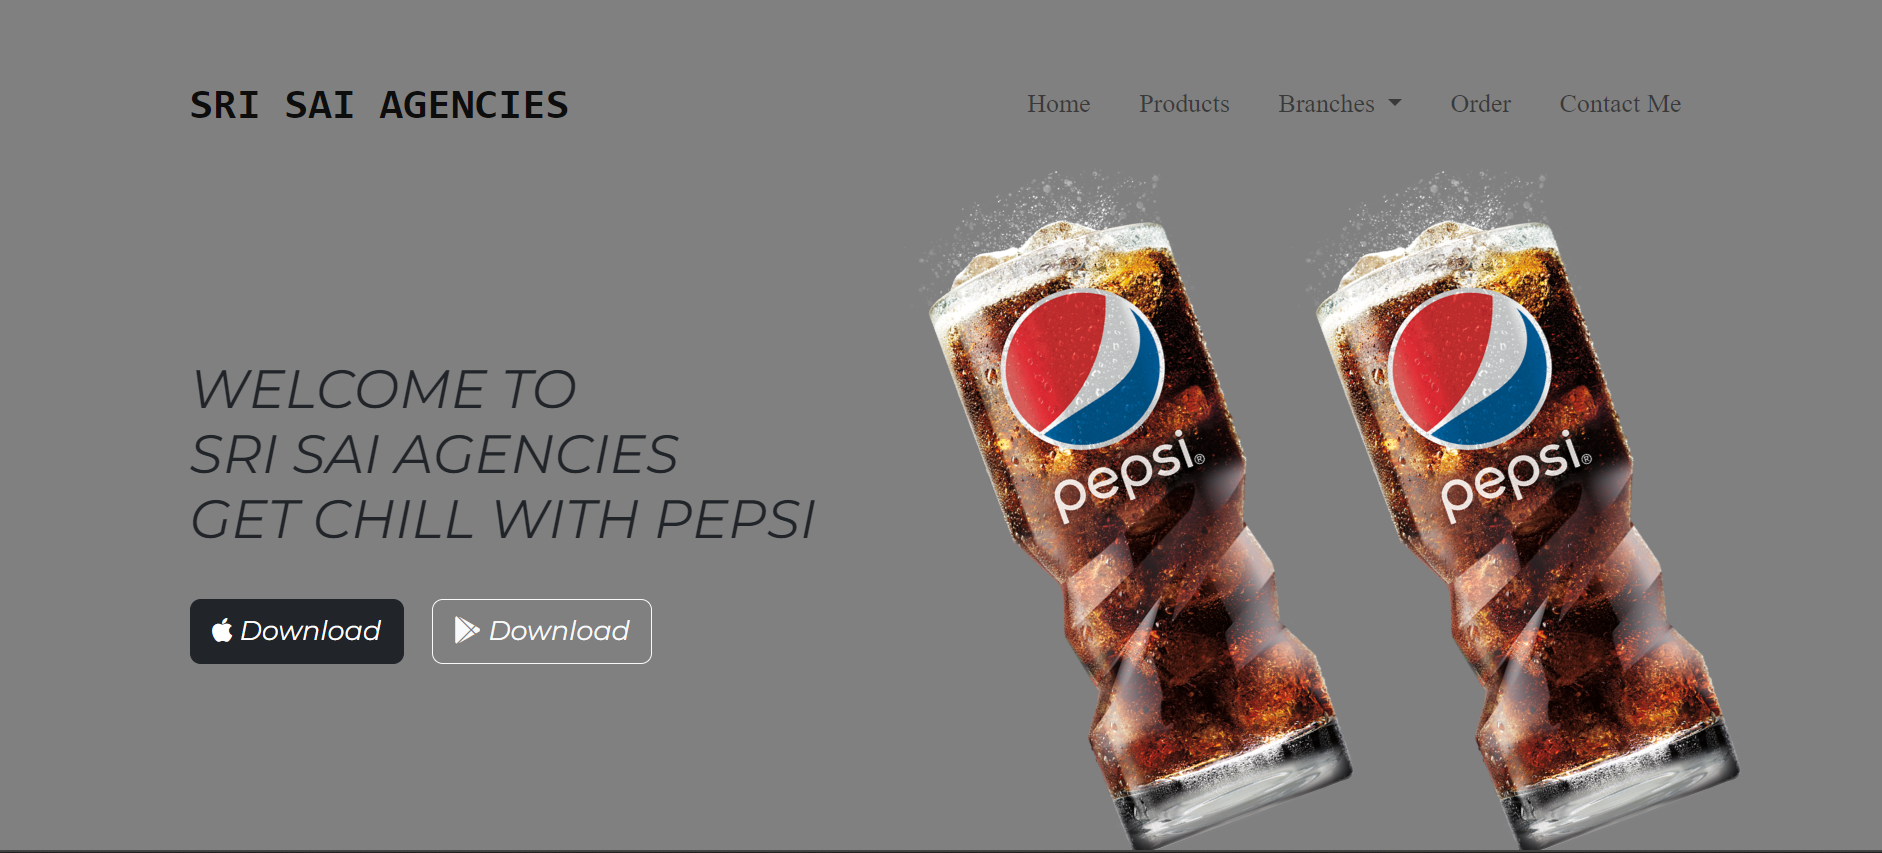 SRI SAI AGENCIES
Home Products Branches Order Contact Me
WELCOME TO
SRI SAI AGENCIES
GET CHILL WITH PEPSI
Download Download
pepsi®
pepsi®